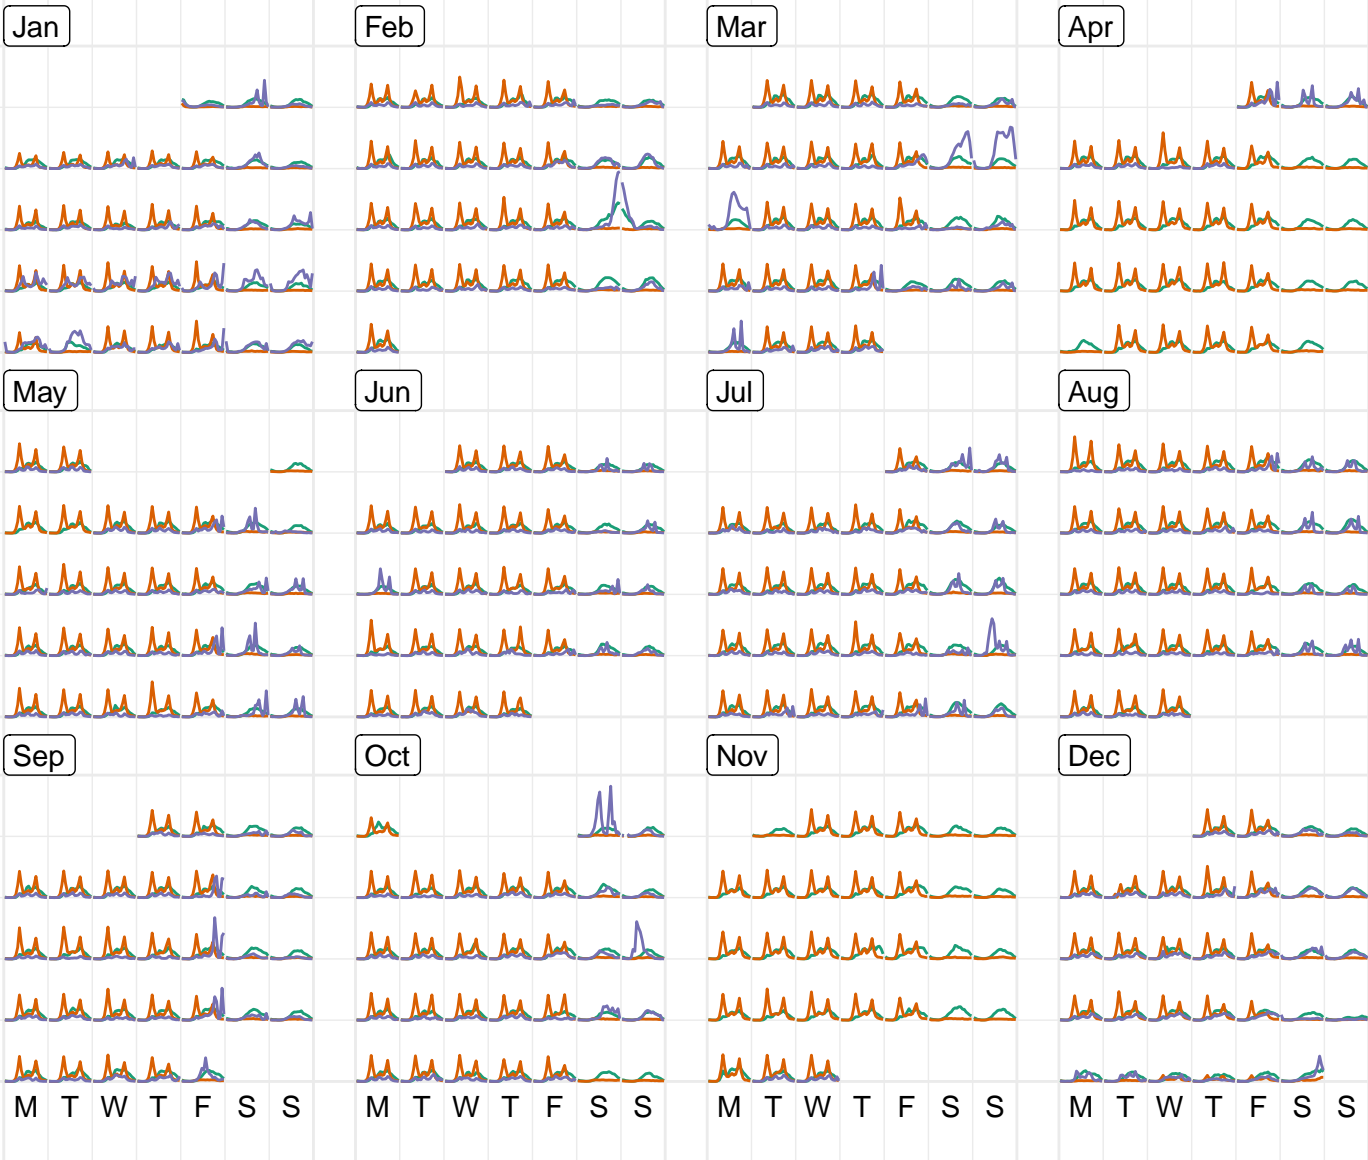 Jan Feb Mar Apr
May Jun Jul Aug
Sep Oct Nov Dec
M T W T F S S M T W T F S S M T W T F S S M T W T F S S